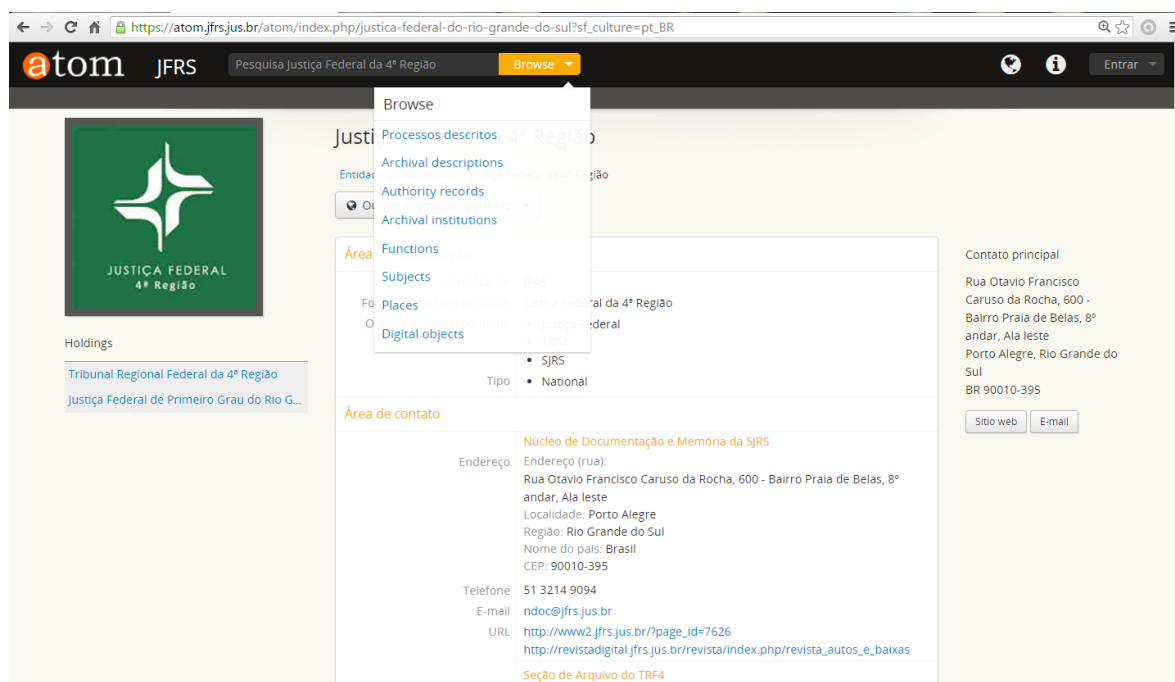 https://atom.jfrs.jus.br/atom/index.php/justica-federal-do-rio-grande-do-sul?sf_culture=pt_BR
atom JFRS Pesquisa Justiça Federal da 4ª Região Browse Entrar
Browse
Processos descritos
Archival descriptions
Authority records
Archival institutions
Functions
Subjects
Places
Digital objects
JUSTIÇA FEDERAL
4ª Região
Holdings
Tribunal Regional Federal da 4ª Região
Justiça Federal de Primeiro Grau do Rio G...
Justi 4ª Região
Entidad Federal da 4ª Região
Ou
Área
Fo Justiça Federal da 4ª Região
O • Justiça Federal
• TRF4
• SJRS
Tipo • National
Área de contato
Núcleo de Documentação e Memória da SJRS
Endereço Endereço (rua):
Rua Otavio Francisco Caruso da Rocha, 600 - Bairro Praia de Belas, 8º
andar, Ala leste
Localidade: Porto Alegre
Região: Rio Grande do Sul
Nome do país: Brasil
CEP: 90010-395
Telefone 51 3214 9094
E-mail ndoc@jfrs.jus.br
URL http://www2.jfrs.jus.br/?page_id=7626
http://revistadigital.jfrs.jus.br/revista/index.php/revista_autos_e_baixas
Seção de Arquivo do TRF4
Contato principal
Rua Otavio Francisco
Caruso da Rocha, 600 -
Bairro Praia de Belas, 8º
andar, Ala leste
Porto Alegre, Rio Grande do
Sul
BR 90010-395
Sítio web E-mail